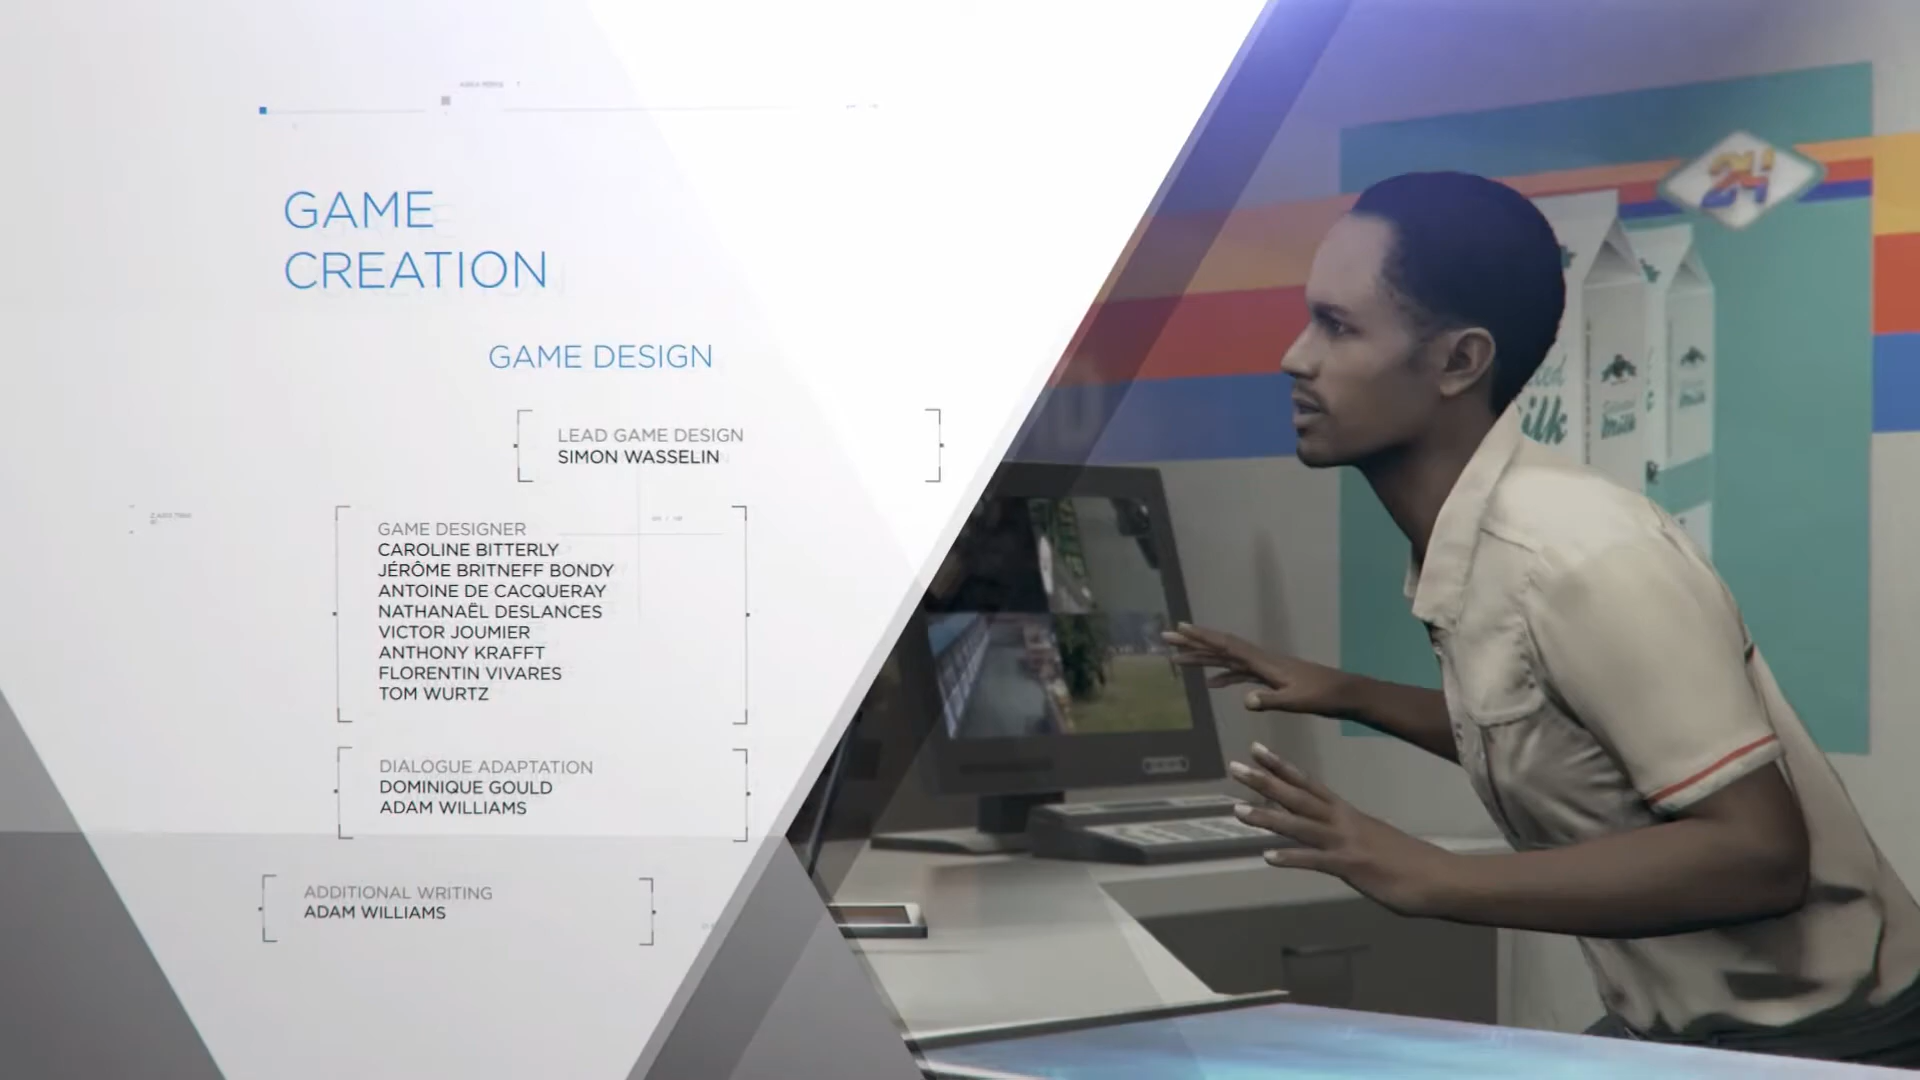 GAME
CREATION
GAME DESIGN
LEAD GAME DESIGN
SIMON WASSELIN
GAME DESIGNER
CAROLINE BITTERLY
JÉRÔME BRITNEFF BONDY
ANTOINE DE CACQUERAY
NATHANAËL DESLANCES
VICTOR JOUMIER
ANTHONY KRAFFT
FLORENTIN VIVARES
TOM WURTZ
DIALOGUE ADAPTATION
DOMINIQUE GOULD
ADAM WILLIAMS
ADDITIONAL WRITING
ADAM WILLIAMS
24
milk